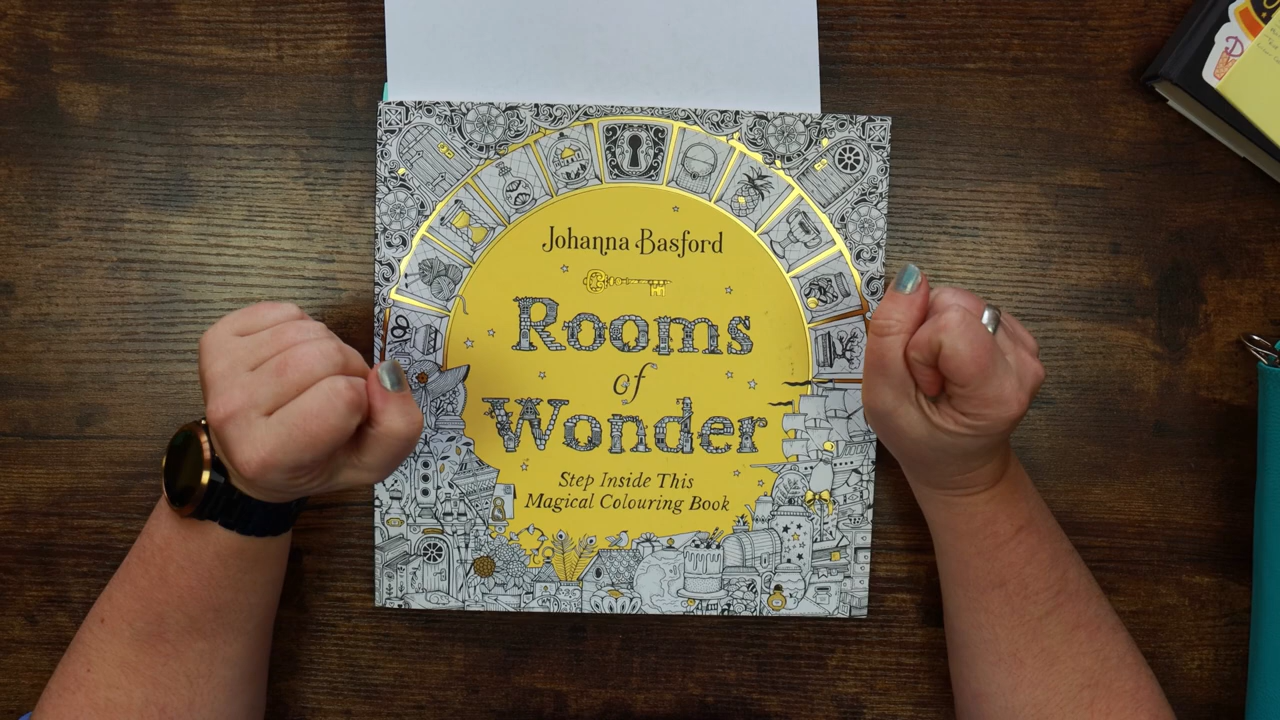 Johanna Basford
Rooms
of
Wonder
Step Inside This
Magical Colouring Book